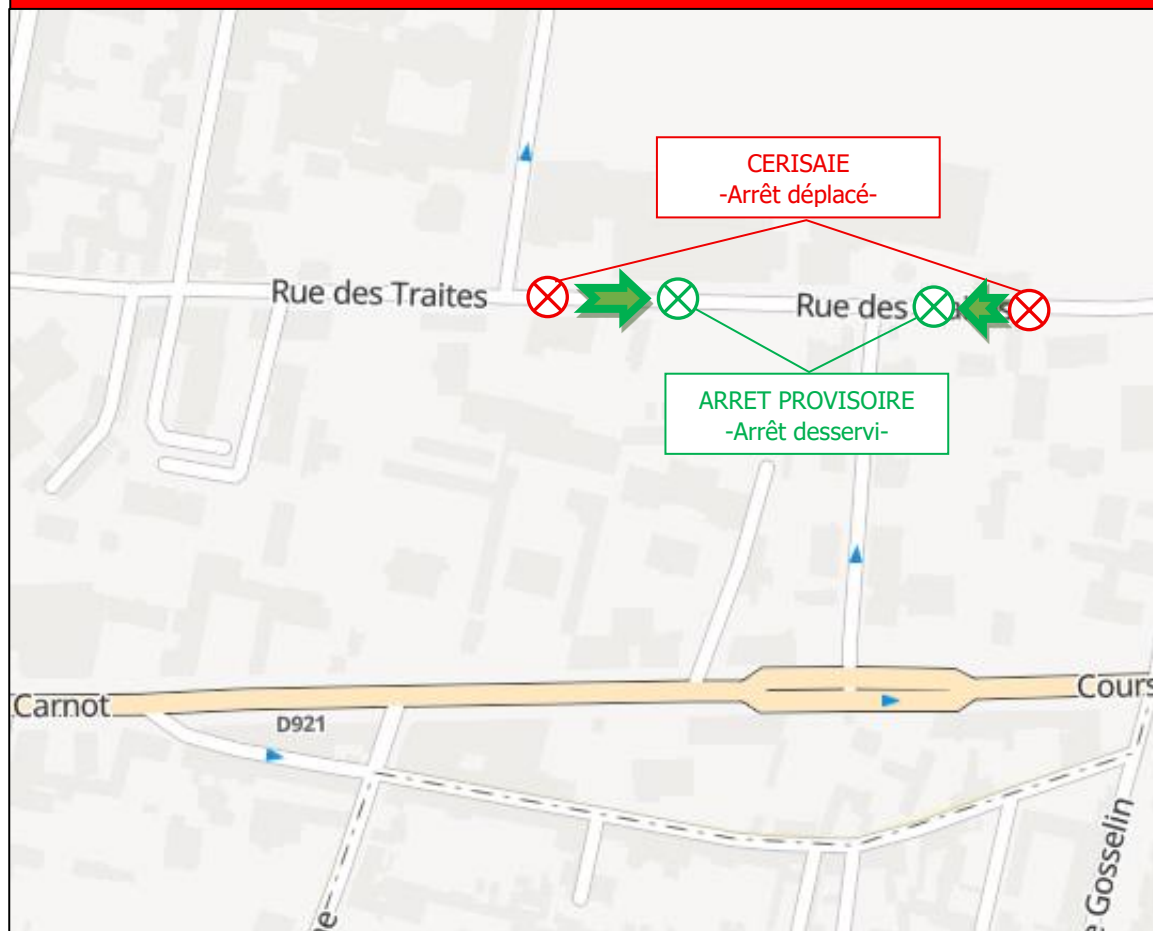 CERISAIE
-Arrêt déplacé-
Rue des Traites
Rue des
ARRET PROVISOIRE
-Arrêt desservi-
Carnot
Cours
D921
Gosselin